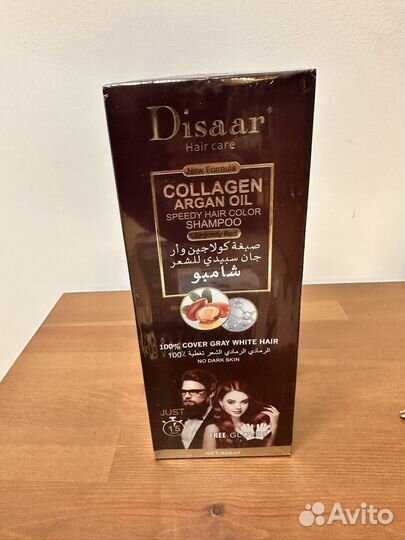 Disaar
Hair care
New Formula
COLLAGEN
ARGAN OIL
SPEEDY HAIR COLOR
SHAMPOO
Burgundy Red
صبغة كولاجين وأر
جان سبيدي للشعر
شامبو
100% COVER GRAY WHITE HAIR
الرمادي الرمادي الشعر تغطية %100
NO DARK SKIN
JUST
15
FREE GLOVES
NET:400ml
Avito